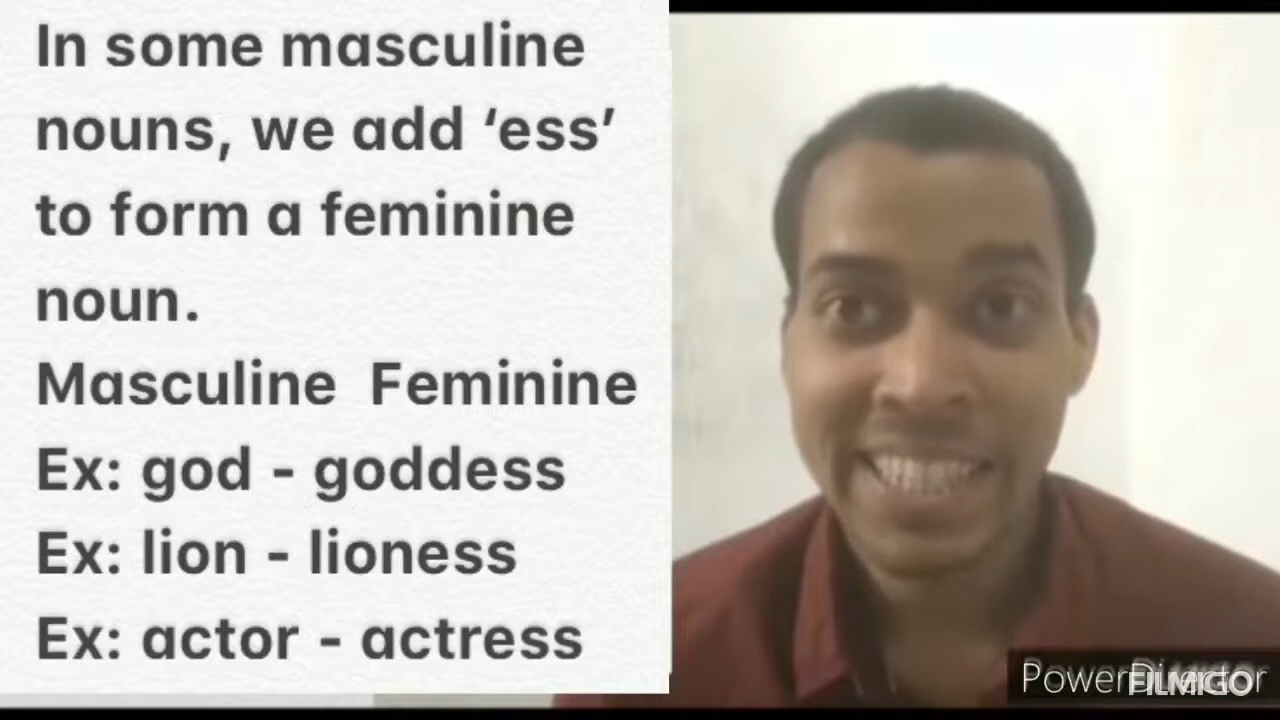 In some masculine
nouns, we add ‘ess’
to form a feminine
noun.
Masculine  Feminine
Ex: god - goddess
Ex: lion - lioness
Ex: actor - actress
PowerDirector
FILMIGO